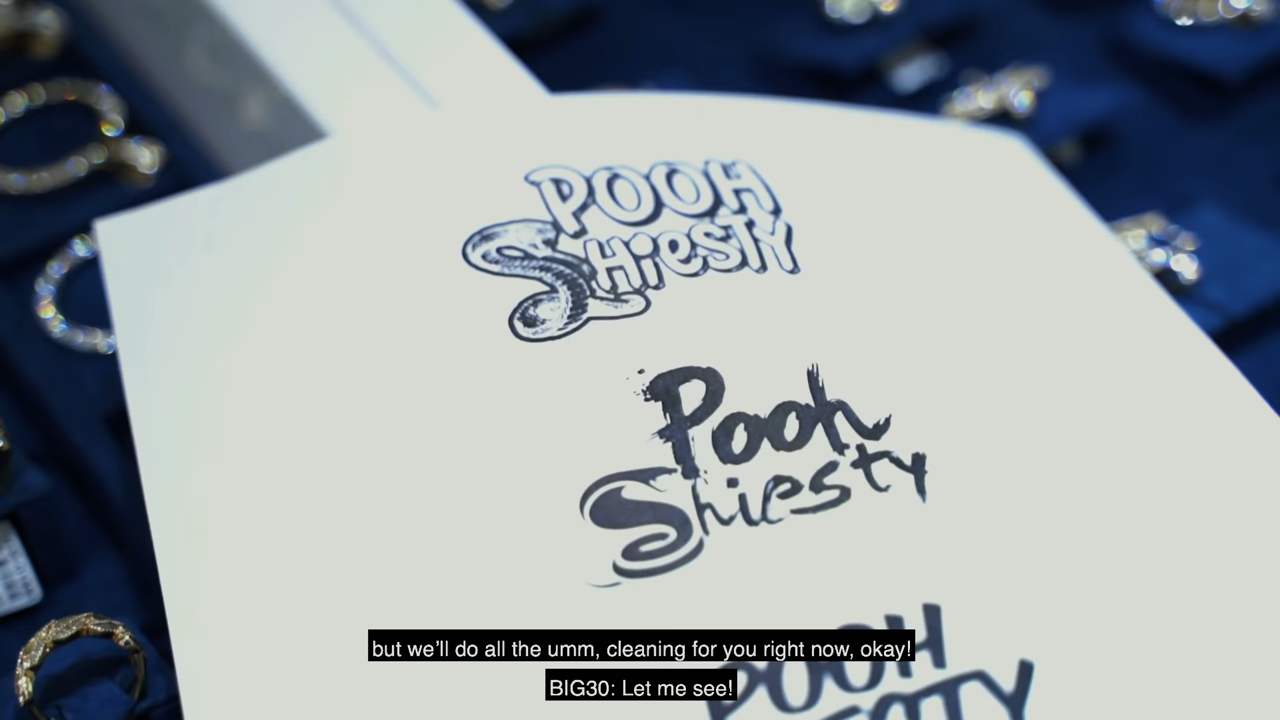 POOH
SHiesTY
Pooh
Shiesty
POOH
but we'll do all the umm, cleaning for you right now, okay!
BIG30: Let me see!